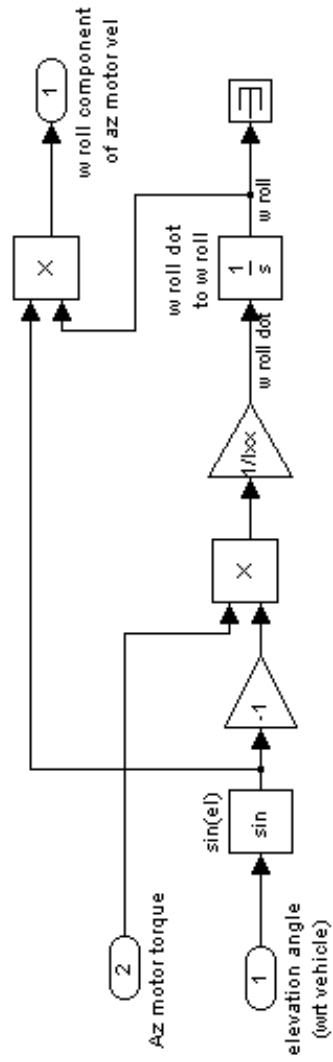 1
w roll component
of az motor vel
X
w roll dot
to w roll
1
s
w roll
w roll dot
1/Ixx
X
-1
sin(el)
sin
2
Az motor torque
1
elevation angle
(wrt vehicle)